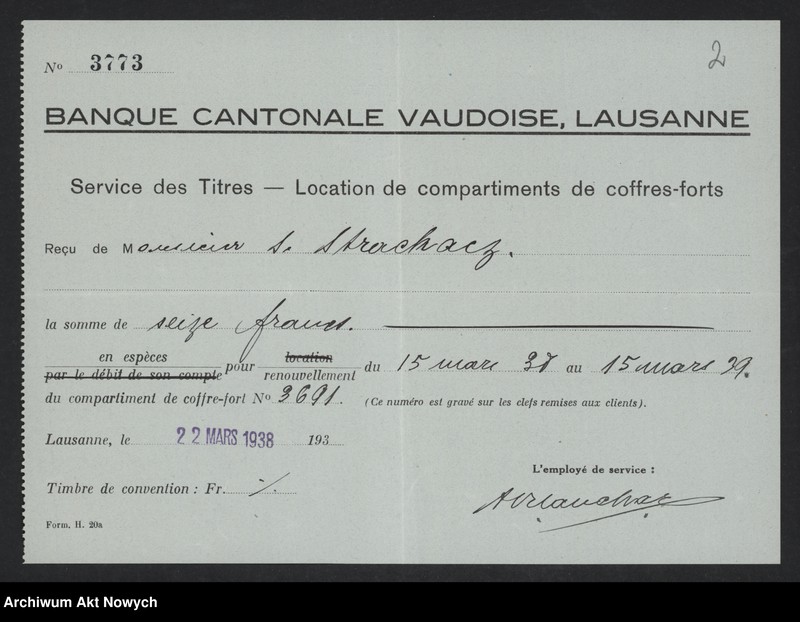 2
Nº 3773
BANQUE CANTONALE VAUDOISE, LAUSANNE
Service des Titres — Location de compartiments de coffres-forts
Reçu de Monsieur S. Strachacz.
la somme de seize francs.
en espèces
par le débit de son compte pour location renouvellement du 15 mars 38 au 15 mars 39.
du compartiment de coffre-fort Nº 3691. (Ce numéro est gravé sur les clefs remises aux clients).
Lausanne, le 22 MARS 1938 193
L'employé de service :
Timbre de convention : Fr.
Form. H. 20a
Archiwum Akt Nowych